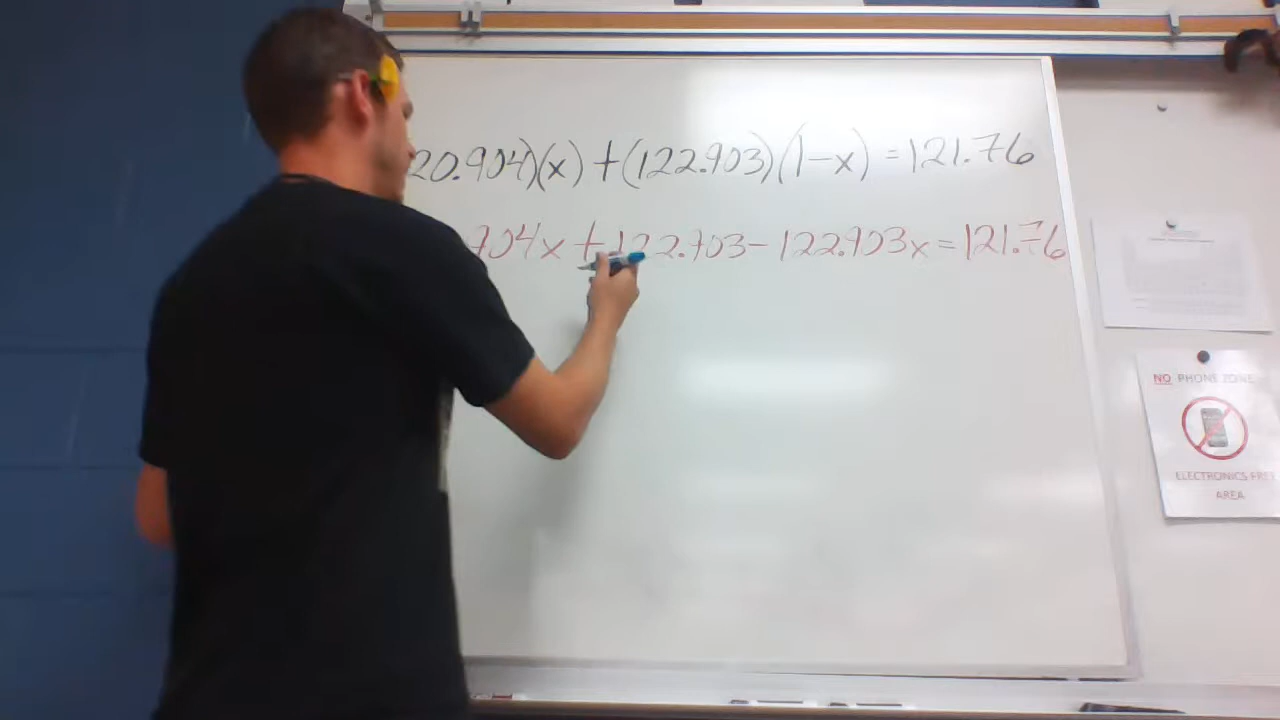 20.904)(x) + (122.903)(1-x) = 121.76
904x + 122.903 - 122.903x = 121.76
NO PHONE ZONE
ELECTRONICS FREE
AREA